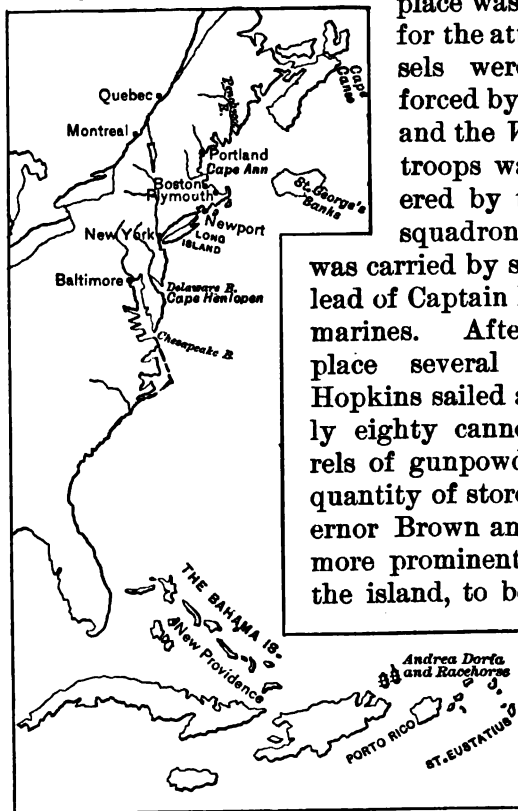 place was
for the at
sels were
forced by
and the
troops wa
ered by
squadron
was carried by s
lead of Captain
marines. Afte
place several
Hopkins sailed a
ly eighty canno
rels of gunpowd
quantity of store
ernor Brown an
more prominent
the island, to b
Cape Canso
Quebec
Montreal
Penobscot R.
Portland
Cape Ann
Boston
Plymouth
St. George's
Banks
Newport
New York
LONG
ISLAND
Baltimore
Delaware B.
Cape Henlopen
Chesapeake B.
THE BAHAMA IS.
New Providence
Andrea Doria
and Racehorse
PORTO RICO
ST. EUSTATIUS